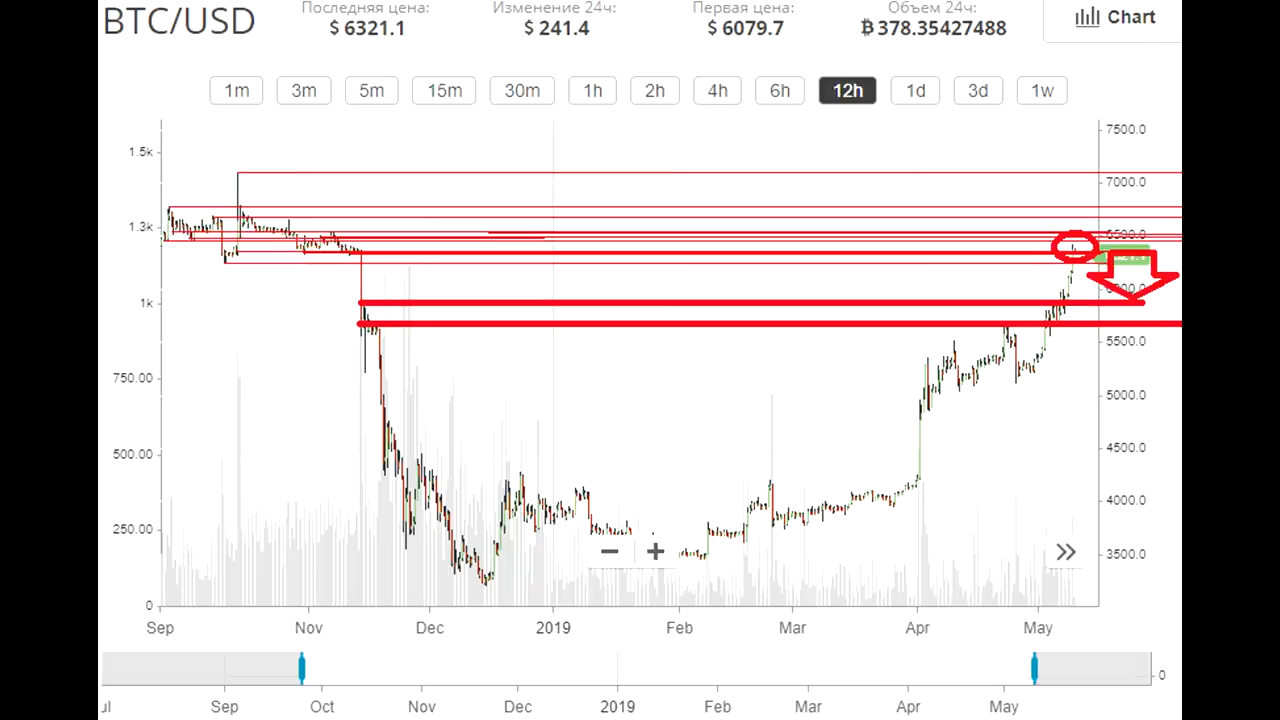 BTC/USD
Последняя цена:
$ 6321.1
Изменение 24ч:
$ 241.4
Первая цена:
$ 6079.7
Объем 24ч:
฿ 378.35427488
Chart
1m 3m 5m 15m 30m 1h 2h 4h 6h 12h 1d 3d 1w
1.5k
1.3k
1k
750.00
500.00
250.00
0
7500.0
7000.0
5500.0
5000.0
4500.0
4000.0
3500.0
Sep Nov Dec 2019 Feb Mar Apr May
Sep Oct Nov Dec 2019 Feb Mar Apr May
0